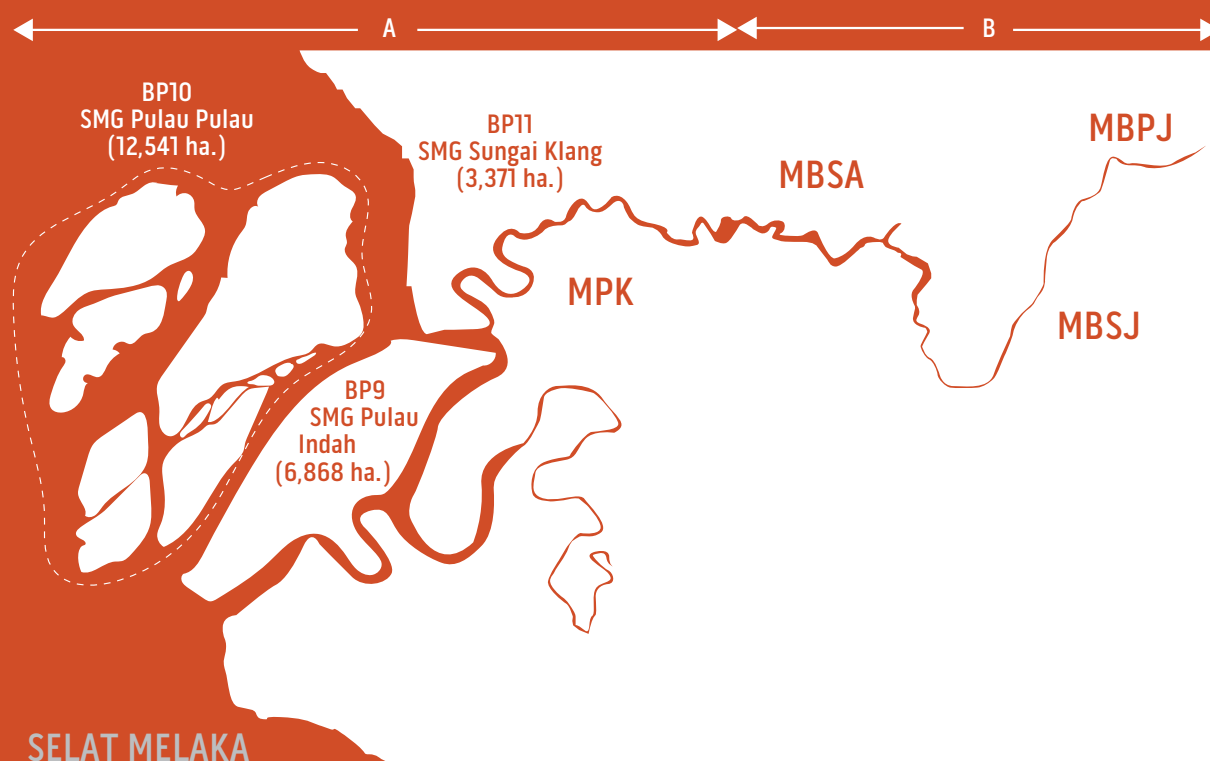 A
B
BP10
SMG Pulau Pulau
(12,541 ha.)
BP11
SMG Sungai Klang
(3,371 ha.)
MBPJ
MBSA
MPK
MBSJ
BP9
SMG Pulau
Indah
(6,868 ha.)
SELAT MELAKA